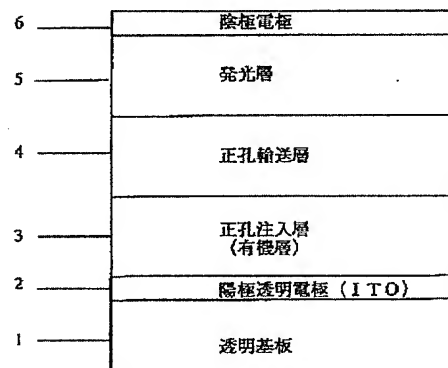 6 陰極電極
5 発光層
4 正孔輸送層
3 正孔注入層
(有機層)
2 陽極透明電極(ITO)
1 透明基板